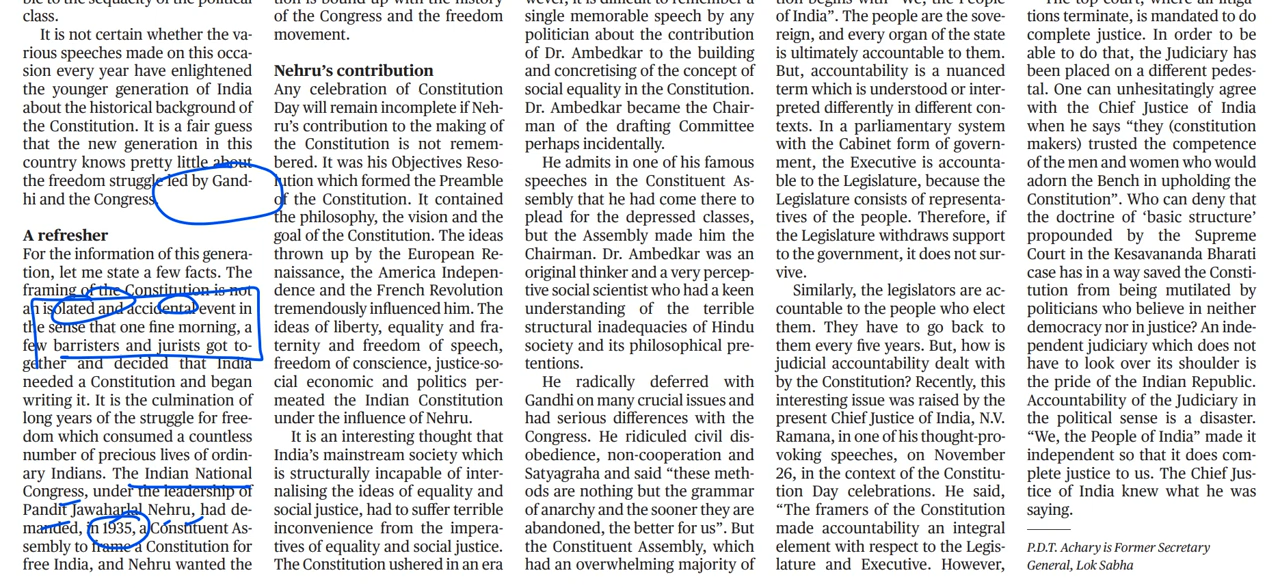 ble to the sequacity of the political
class.
It is not certain whether the va-
rious speeches made on this occa-
sion every year have enlightened
the younger generation of India
about the historical background of
the Constitution. It is a fair guess
that the new generation in this
country knows pretty little about
the freedom struggle led by Gand-
hi and the Congress.
A refresher
For the information of this genera-
tion, let me state a few facts. The
framing of the Constitution is not
an isolated and accidental event in
the sense that one fine morning, a
few barristers and jurists got to-
gether and decided that India
needed a Constitution and began
writing it. It is the culmination of
long years of the struggle for free-
dom which consumed a countless
number of precious lives of ordin-
ary Indians. The Indian National
Congress, under the leadership of
Pandit Jawaharlal Nehru, had de-
manded, in 1935, a Constituent As-
sembly to frame a Constitution for
free India, and Nehru wanted the
tion is bound up with the history
of the Congress and the freedom
movement.
Nehru's contribution
Any celebration of Constitution
Day will remain incomplete if Neh-
ru's contribution to the making of
the Constitution is not remem-
bered. It was his Objectives Reso-
lution which formed the Preamble
of the Constitution. It contained
the philosophy, the vision and the
goal of the Constitution. The ideas
thrown up by the European Re-
naissance, the America Indepen-
dence and the French Revolution
tremendously influenced him. The
ideas of liberty, equality and fra-
ternity and freedom of speech,
freedom of conscience, justice-so-
cial economic and politics per-
meated the Indian Constitution
under the influence of Nehru.
It is an interesting thought that
India's mainstream society which
is structurally incapable of inter-
nalising the ideas of equality and
social justice, had to suffer terrible
inconvenience from the impera-
tives of equality and social justice.
The Constitution ushered in an era
wever, it is difficult to remember a
single memorable speech by any
politician about the contribution
of Dr. Ambedkar to the building
and concretising of the concept of
social equality in the Constitution.
Dr. Ambedkar became the Chair-
man of the drafting Committee
perhaps incidentally.
He admits in one of his famous
speeches in the Constituent As-
sembly that he had come there to
plead for the depressed classes,
but the Assembly made him the
Chairman. Dr. Ambedkar was an
original thinker and a very percep-
tive social scientist who had a keen
understanding of the terrible
structural inadequacies of Hindu
society and its philosophical pre-
tentions.
He radically deferred with
Gandhi on many crucial issues and
had serious differences with the
Congress. He ridiculed civil dis-
obedience, non-cooperation and
Satyagraha and said "these meth-
ods are nothing but the grammar
of anarchy and the sooner they are
abandoned, the better for us". But
the Constituent Assembly, which
had an overwhelming majority of
tion begins with "We, the People
of India". The people are the sove-
reign, and every organ of the state
is ultimately accountable to them.
But, accountability is a nuanced
term which is understood or inter-
preted differently in different con-
texts. In a parliamentary system
with the Cabinet form of govern-
ment, the Executive is accounta-
ble to the Legislature, because the
Legislature consists of representa-
tives of the people. Therefore, if
the Legislature withdraws support
to the government, it does not sur-
vive.
Similarly, the legislators are ac-
countable to the people who elect
them. They have to go back to
them every five years. But, how is
judicial accountability dealt with
by the Constitution? Recently, this
interesting issue was raised by the
present Chief Justice of India, N.V.
Ramana, in one of his thought-pro-
voking speeches, on November
26, in the context of the Constitu-
tion Day celebrations. He said,
"The framers of the Constitution
made accountability an integral
element with respect to the Legis-
lature and Executive. However,
The top court, where all litiga-
tions terminate, is mandated to do
complete justice. In order to be
able to do that, the Judiciary has
been placed on a different pedes-
tal. One can unhesitatingly agree
with the Chief Justice of India
when he says "they (constitution
makers) trusted the competence
of the men and women who would
adorn the Bench in upholding the
Constitution". Who can deny that
the doctrine of 'basic structure'
propounded by the Supreme
Court in the Kesavananda Bharati
case has in a way saved the Consti-
tution from being mutilated by
politicians who believe in neither
democracy nor in justice? An inde-
pendent judiciary which does not
have to look over its shoulder is
the pride of the Indian Republic.
Accountability of the Judiciary in
the political sense is a disaster.
"We, the People of India" made it
independent so that it does com-
plete justice to us. The Chief Jus-
tice of India knew what he was
saying.
P.D.T. Achary is Former Secretary
General, Lok Sabha